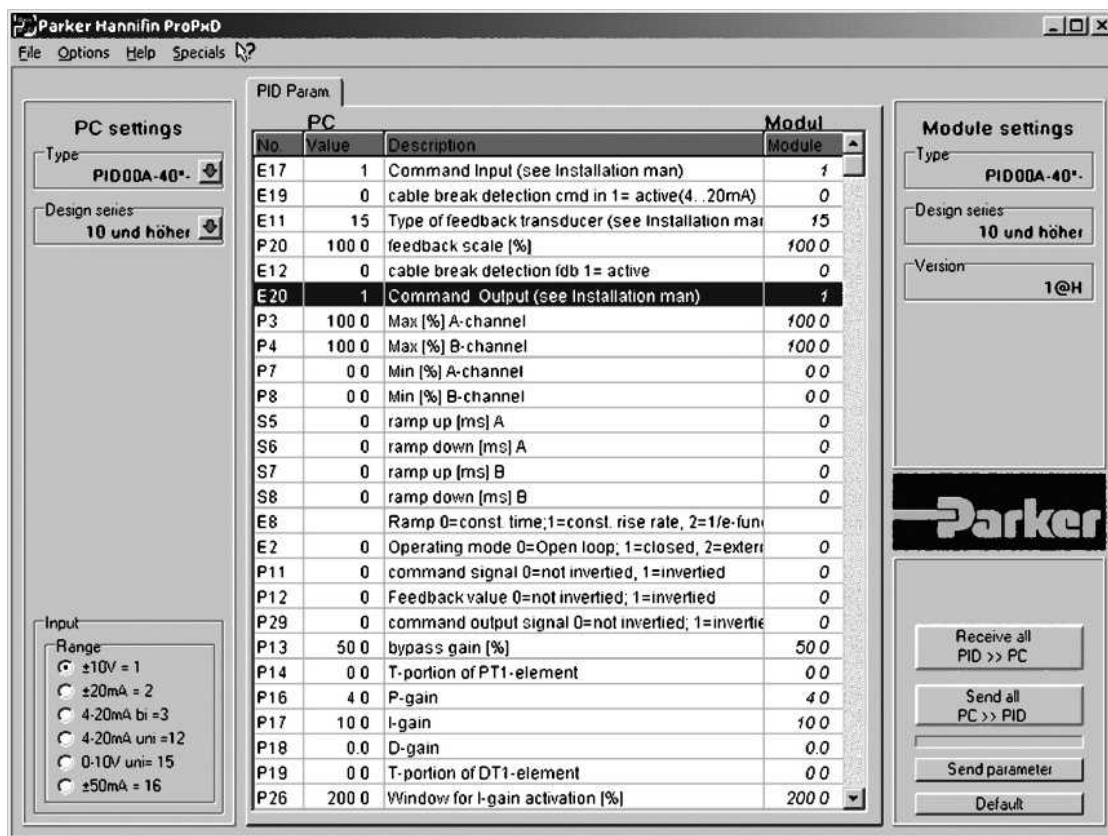 Parker Hannifin ProPxD
File Options Help Specials
PC settings
Type
PID00A-40*-
Design series
10 und höher
Input
Range
±10V = 1
±20mA = 2
4-20mA bi =3
4-20mA uni =12
0-10V uni= 15
±50mA = 16
PID Param.
PC Modul
No. Value Description Module
E17 1 Command Input (see Installation man) 1
E19 0 cable break detection cmd in 1= active(4. .20mA) 0
E11 15 Type of feedback transducer (see Installation man 15
P20 100 0 feedback scale [%] 100 0
E12 0 cable break detection fdb 1= active 0
E20 1 Command Output (see Installation man) 1
P3 100 0 Max [%] A-channel 100 0
P4 100 0 Max [%] B-channel 100 0
P7 0 0 Min [%] A-channel 0 0
P8 0 0 Min [%] B-channel 0 0
S5 0 ramp up [ms] A 0
S6 0 ramp down [ms] A 0
S7 0 ramp up [ms] B 0
S8 0 ramp down [ms] B 0
E8 Ramp 0=const. time;1=const. rise rate, 2=1/e-fun
E2 0 Operating mode 0=Open loop; 1=closed, 2=extern 0
P11 0 command signal 0=not invertied, 1=invertied 0
P12 0 Feedback value 0=not invertied; 1=invertied 0
P29 0 command output signal 0=not invertied; 1=invertie 0
P13 50 0 bypass gain [%] 50 0
P14 0 0 T-portion of PT1-element 0 0
P16 4 0 P-gain 4 0
P17 10 0 I-gain 10 0
P18 0.0 D-gain 0.0
P19 0 0 T-portion of DT1-element 0 0
P26 200 0 Window for I-gain activation [%] 200 0
Module settings
Type
PID00A-40*-
Design series
10 und höher
Version
1@H
Parker
Receive all
PID >> PC
Send all
PC >> PID
Send parameter
Default